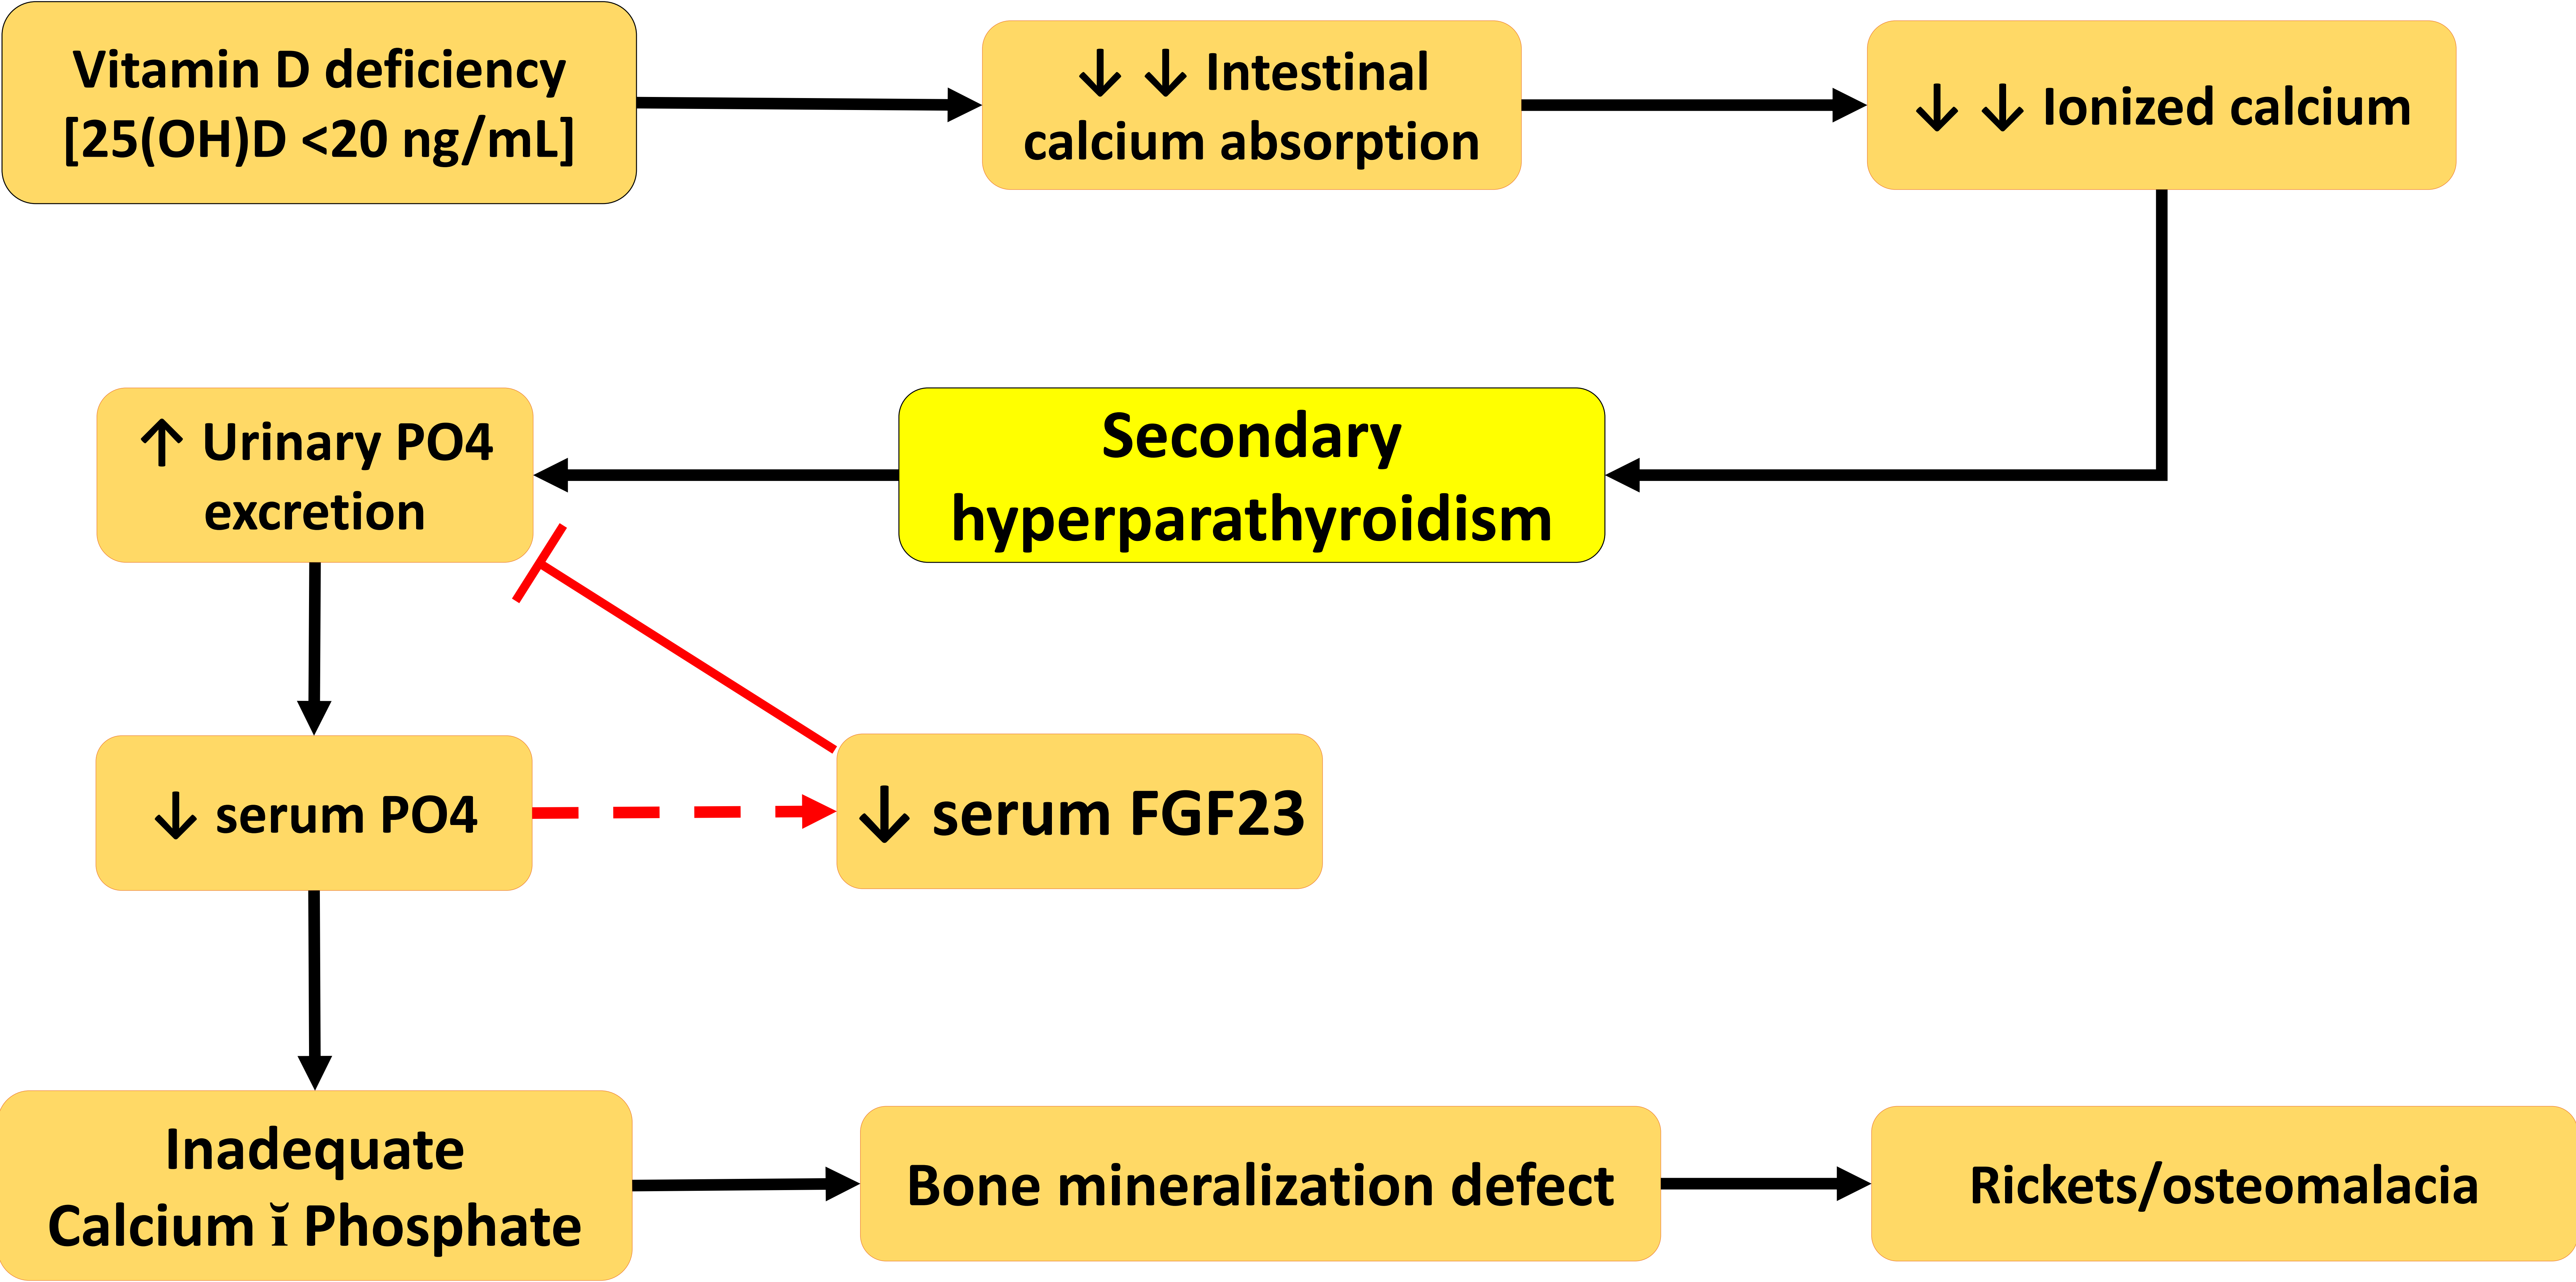 Vitamin D deficiency
[25(OH)D <20 ng/mL]
↓ ↓ Intestinal
calcium absorption
↓ ↓ Ionized calcium
Secondary
hyperparathyroidism
↑ Urinary PO4
excretion
↓ serum PO4
↓ serum FGF23
Inadequate
Calcium ĭ Phosphate
Bone mineralization defect
Rickets/osteomalacia